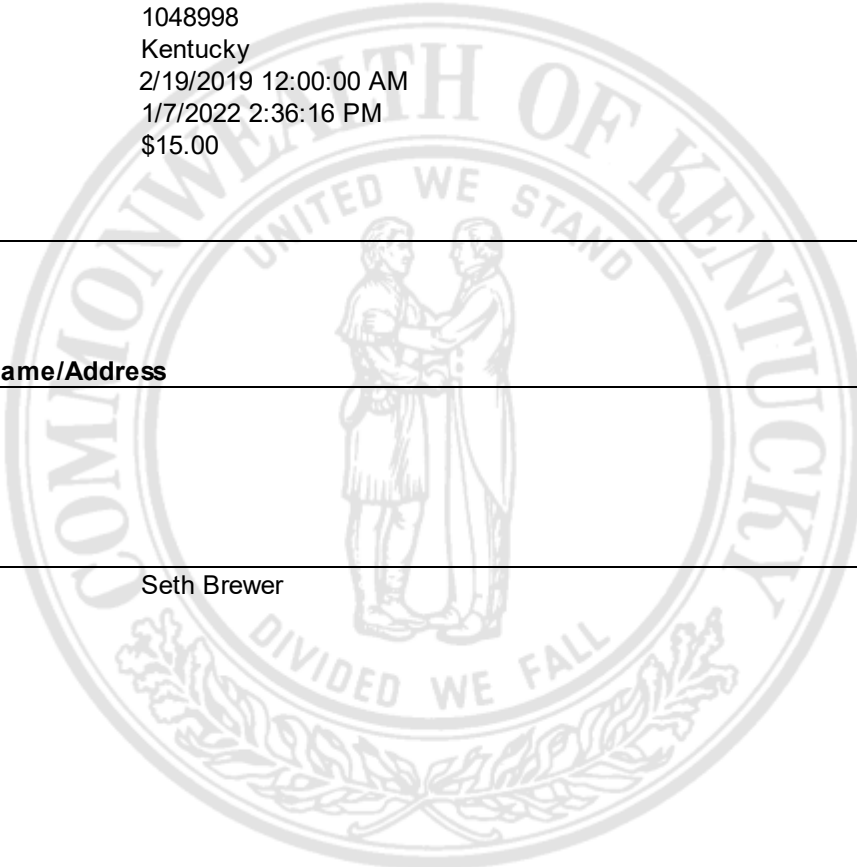 1048998
Kentucky
2/19/2019 12:00:00 AM
1/7/2022 2:36:16 PM
$15.00
COMMONWEALTH OF KENTUCKY
UNITED WE STAND
ame/Address
Seth Brewer
DIVIDED WE FALL